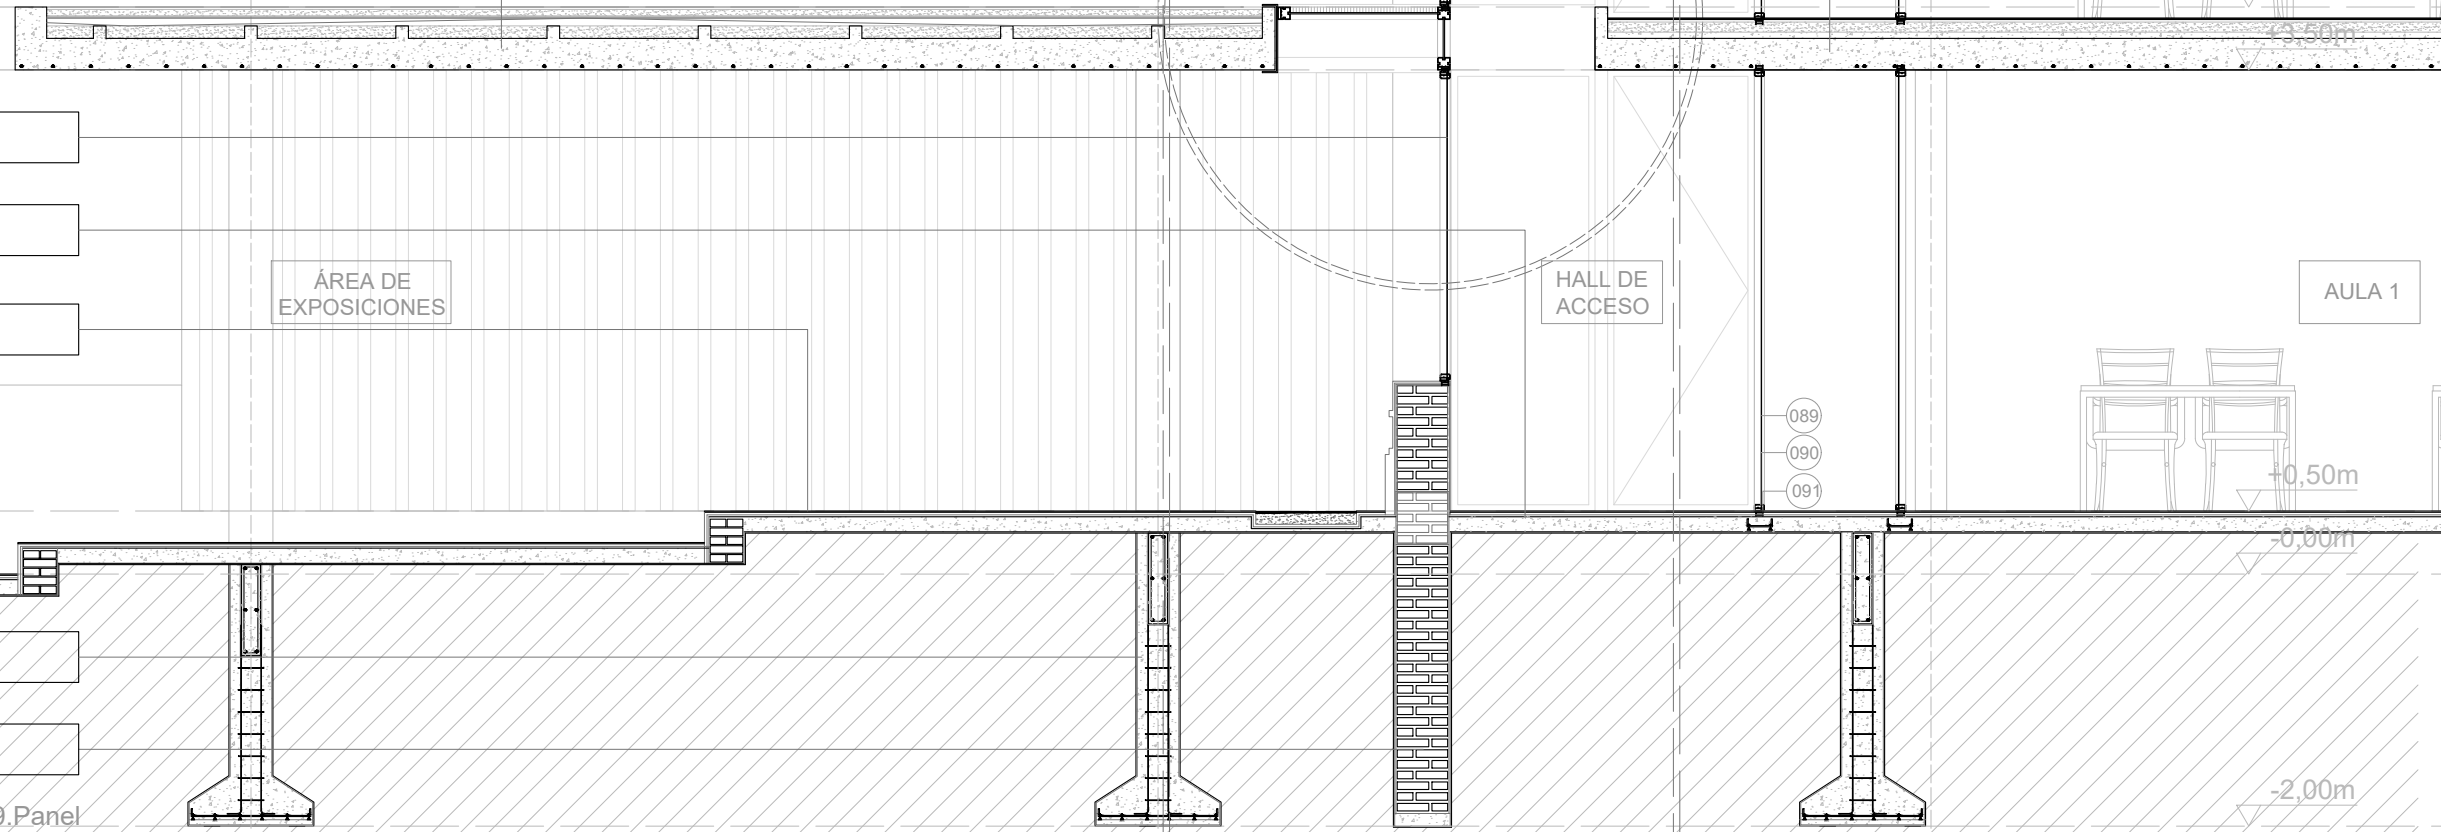 +3,50m
ÁREA DE
EXPOSICIONES
HALL DE
ACCESO
AULA 1
089
090
091
+0,50m
-0,00m
-2,00m
9.Panel